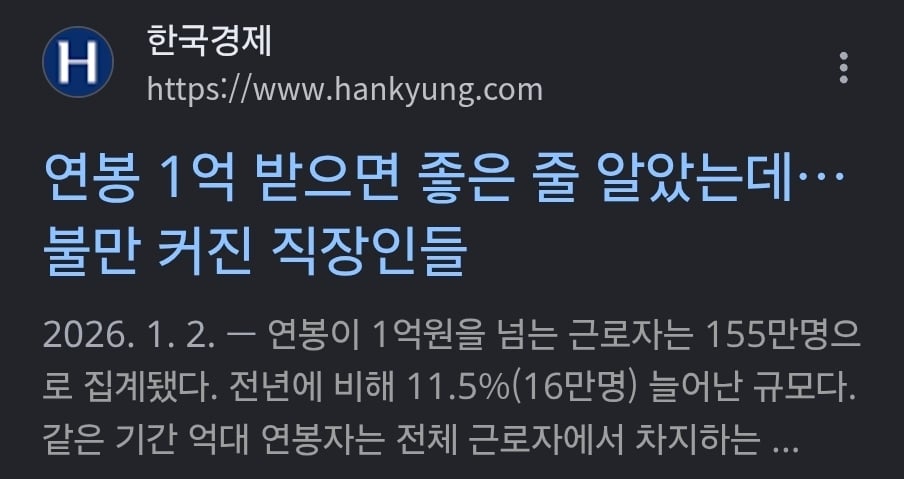 H
한국경제
https://www.hankyung.com
연봉 1억 받으면 좋은 줄 알았는데…
불만 커진 직장인들
2026. 1. 2. — 연봉이 1억원을 넘는 근로자는 155만명으
로 집계됐다. 전년에 비해 11.5%(16만명) 늘어난 규모다.
같은 기간 억대 연봉자는 전체 근로자에서 차지하는 ...